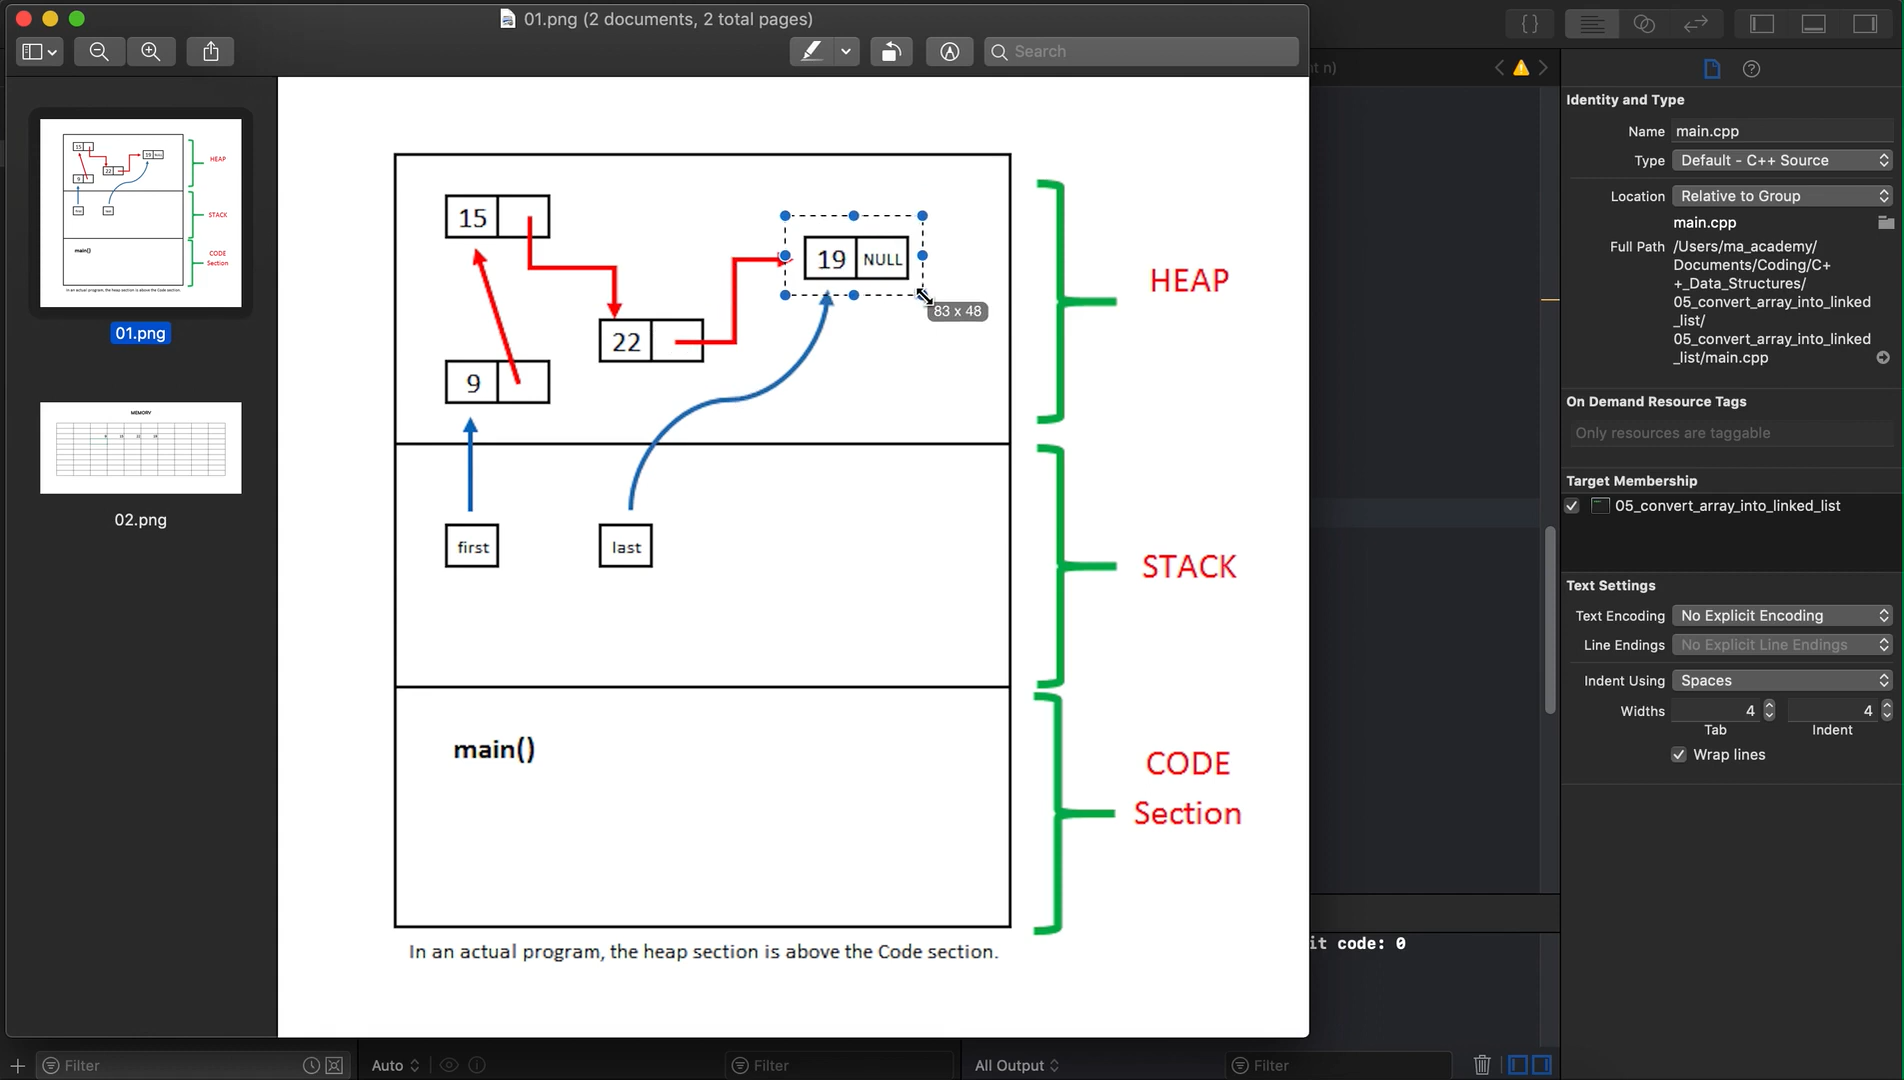 01.png (2 documents, 2 total pages)
Search
01.png
MEMORY
02.png
15
19 NULL
83 x 48
22
9
first
last
main()
HEAP
STACK
CODE
Section
In an actual program, the heap section is above the Code section.
at n)
it code: 0
Identity and Type
Name main.cpp
Type Default - C++ Source
Location Relative to Group
main.cpp
Full Path /Users/ma_academy/
Documents/Coding/C+
+_Data_Structures/
05_convert_array_into_linked
_list/
05_convert_array_into_linked
_list/main.cpp
On Demand Resource Tags
Only resources are taggable
Target Membership
05_convert_array_into_linked_list
Text Settings
Text Encoding No Explicit Encoding
Line Endings No Explicit Line Endings
Indent Using Spaces
Widths 4 4
Tab Indent
Wrap lines
Filter
Auto
Filter
All Output
Filter